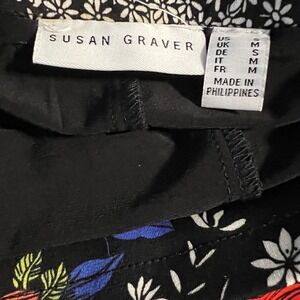 SUSAN GRAVER
US S
UK M
DE S
IT M
FR M
MADE IN
PHILIPPINES